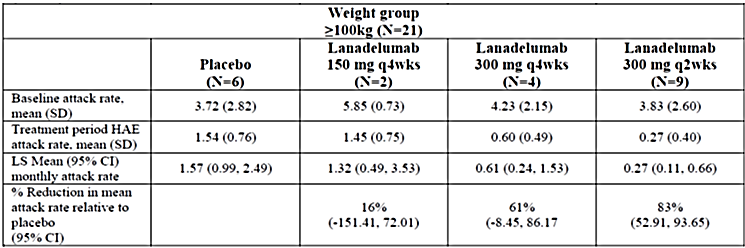 Weight group
≥100kg (N=21)
Placebo
(N=6)
Lanadelumab
150 mg q4wks
(N=2)
Lanadelumab
300 mg q4wks
(N=4)
Lanadelumab
300 mg q2wks
(N=9)
Baseline attack rate,
mean (SD)
3.72 (2.82)
5.85 (0.73)
4.23 (2.15)
3.83 (2.60)
Treatment period HAE
attack rate, mean (SD)
1.54 (0.76)
1.45 (0.75)
0.60 (0.49)
0.27 (0.40)
LS Mean (95% CI)
monthly attack rate
1.57 (0.99, 2.49)
1.32 (0.49, 3.53)
0.61 (0.24, 1.53)
0.27 (0.11, 0.66)
% Reduction in mean
attack rate relative to
placebo
(95% CI)
16%
(-151.41, 72.01)
61%
(-8.45, 86.17
83%
(52.91, 93.65)